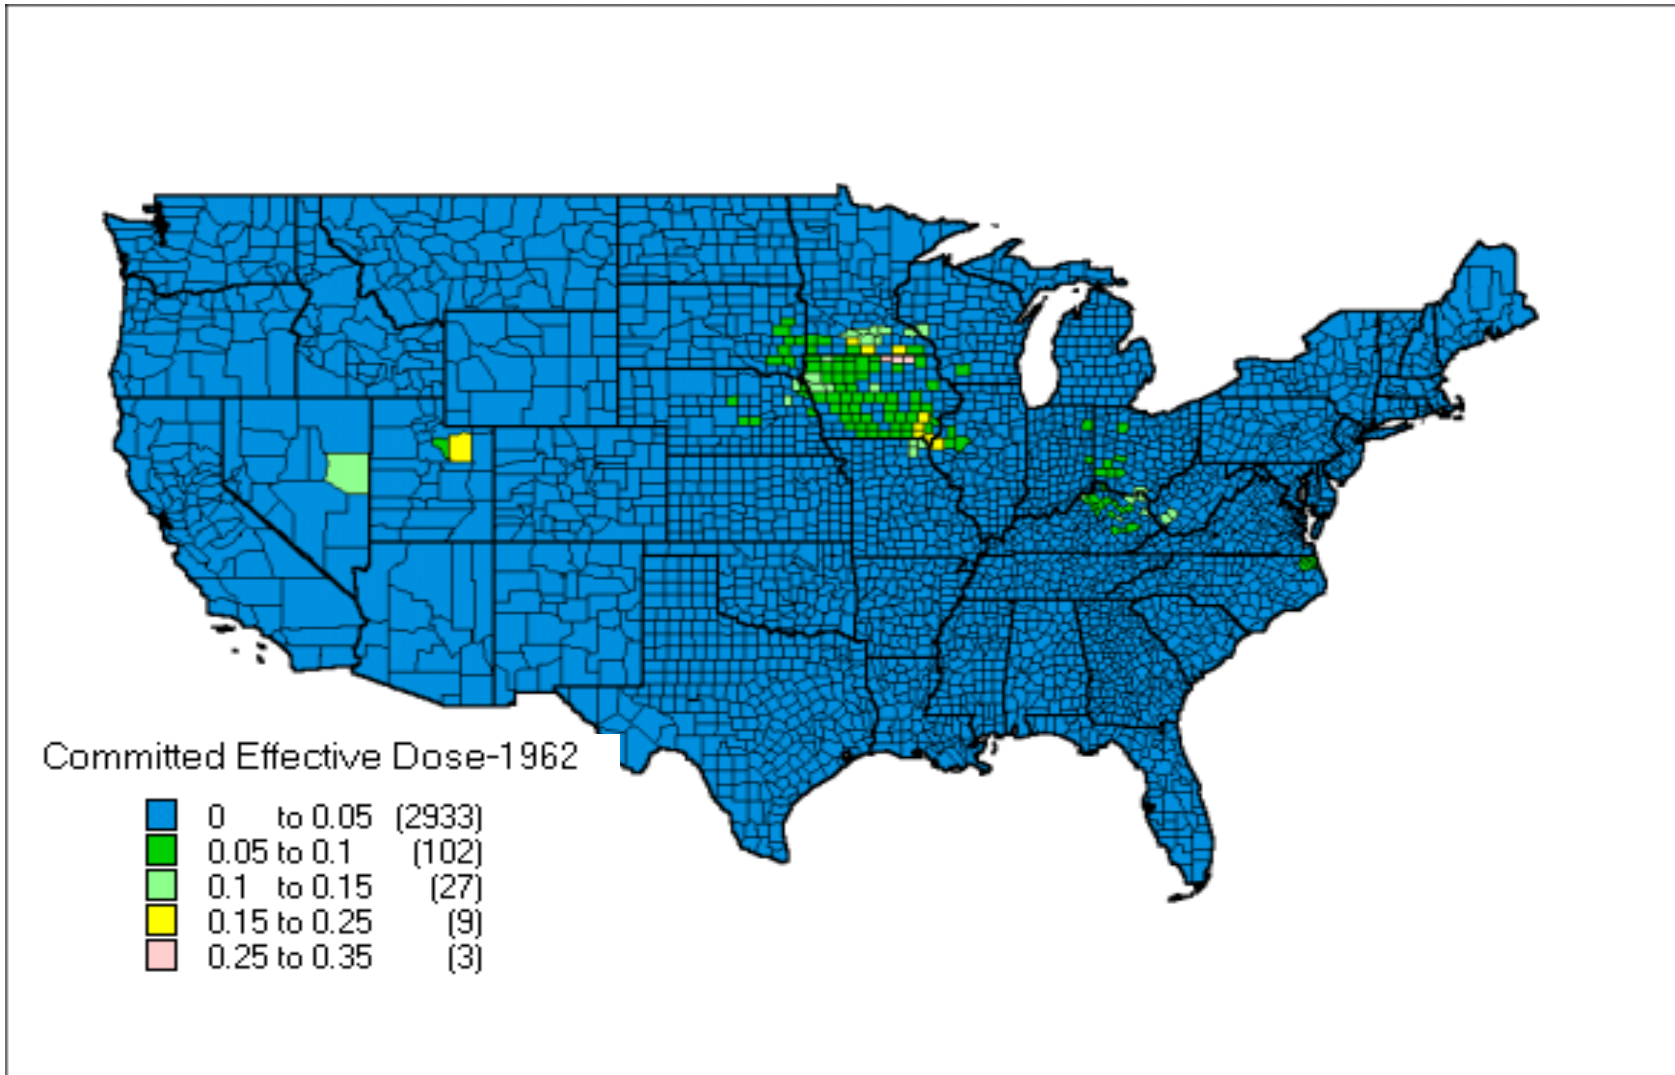 Committed Effective Dose-1962
0 to 0.05 (2933)
0.05 to 0.1 (102)
0.1 to 0.15 (27)
0.15 to 0.25 (9)
0.25 to 0.35 (3)